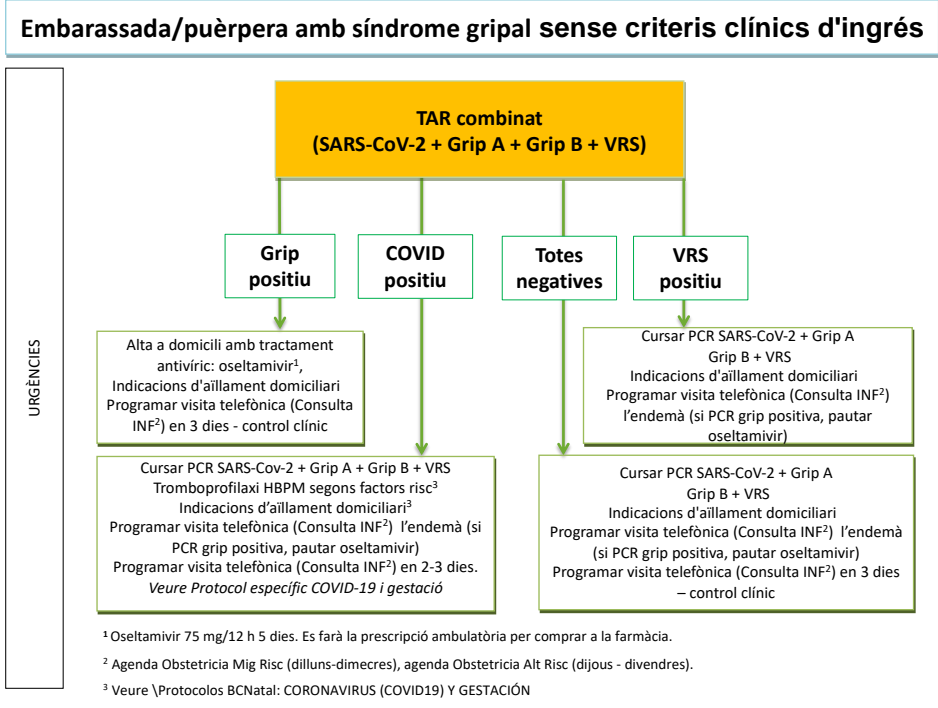 Embarassada/puèrpera amb síndrome gripal sense criteris clínics d'ingrés
URGÈNCIES
TAR combinat
(SARS-CoV-2 + Grip A + Grip B + VRS)
Grip
positiu
COVID
positiu
Totes
negatives
VRS
positiu
Alta a domicili amb tractament
antivíric: oseltamivir¹,
Indicacions d'aïllament domiciliari
Programar visita telefònica (Consulta
INF²) en 3 dies - control clínic
Cursar PCR SARS-CoV-2 + Grip A
Grip B + VRS
Indicacions d'aïllament domiciliari
Programar visita telefònica (Consulta INF²)
l'endemà (si PCR grip positiva, pautar
oseltamivir)
Cursar PCR SARS-Cov-2 + Grip A + Grip B + VRS
Tromboprofilaxi HBPM segons factors risc³
Indicacions d'aïllament domiciliari³
Programar visita telefònica (Consulta INF²) l'endemà (si
PCR grip positiva, pautar oseltamivir)
Programar visita telefònica (Consulta INF²) en 2-3 dies.
Veure Protocol específic COVID-19 i gestació
Cursar PCR SARS-CoV-2 + Grip A
Grip B + VRS
Indicacions d'aïllament domiciliari
Programar visita telefònica (Consulta INF²) l'endemà
(si PCR grip positiva, pautar oseltamivir)
Programar visita telefònica (Consulta INF²) en 3 dies
– control clínic
¹ Oseltamivir 75 mg/12 h 5 dies. Es farà la prescripció ambulatòria per comprar a la farmàcia.
² Agenda Obstetricia Mig Risc (dilluns-dimecres), agenda Obstetricia Alt Risc (dijous - divendres).
³ Veure \Protocolos BCNatal: CORONAVIRUS (COVID19) Y GESTACIÓN